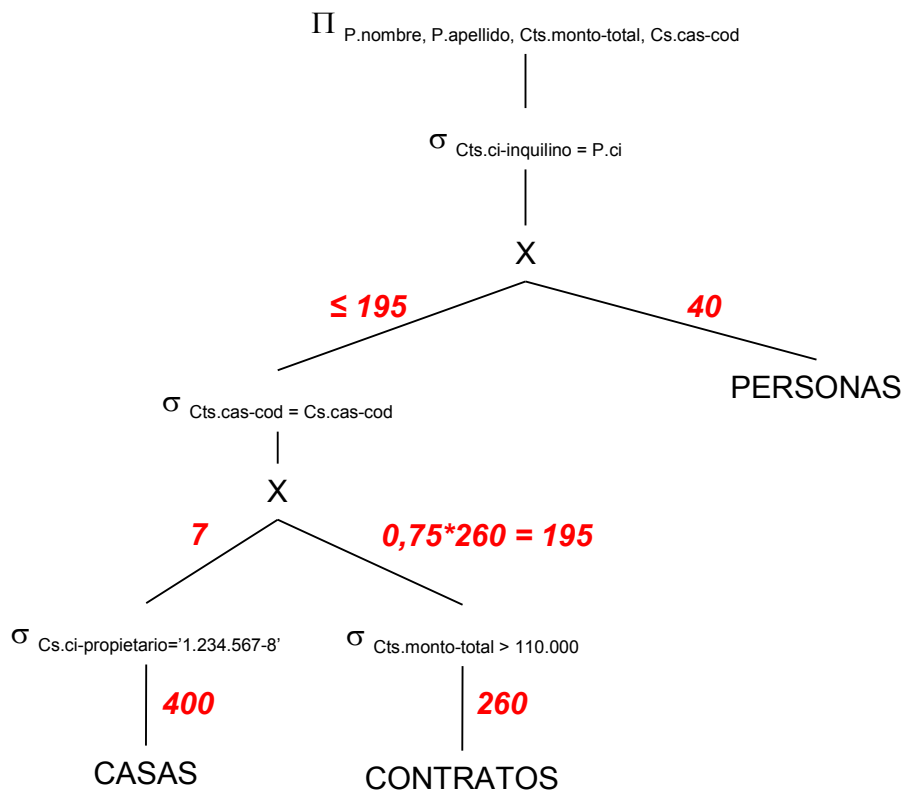 Π P.nombre, P.apellido, Cts.monto-total, Cs.cas-cod
σ Cts.ci-inquilino = P.ci
X
≤ 195
40
PERSONAS
σ Cts.cas-cod = Cs.cas-cod
X
7
0,75*260 = 195
σ Cs.ci-propietario='1.234.567-8'
σ Cts.monto-total > 110.000
400
260
CASAS
CONTRATOS